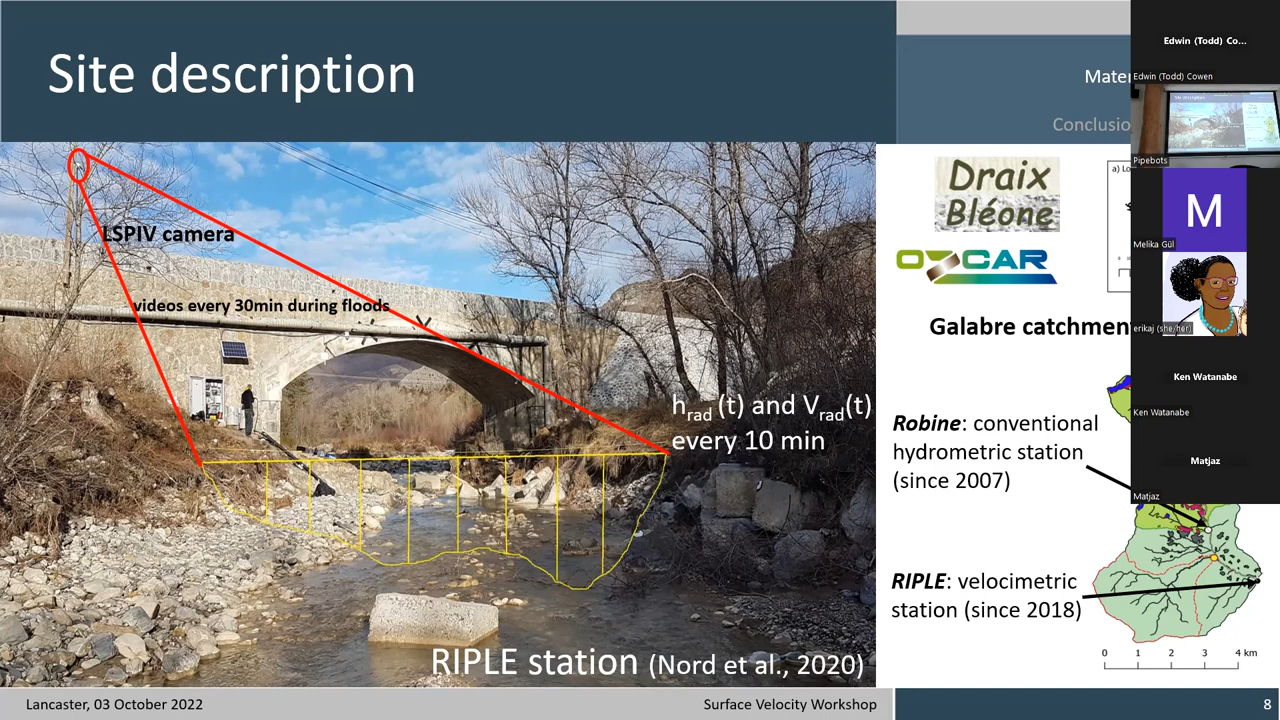 Site description
Mater
Conclusio
LSPIV camera
videos every 30min during floods
hrad (t) and Vrad(t)
every 10 min
RIPLE station (Nord et al., 2020)
Draix
Bléone
OZCAR
a) Lo
Galabre catchment
Robine: conventional
hydrometric station
(since 2007)
RIPLE: velocimetric
station (since 2018)
0 1 2 3 4 km
Edwin (Todd) Co...
Edwin (Todd) Cowen
Pipebots
M
Melika Gül
erikaj (she/her)
Ken Watanabe
Ken Watanabe
Matjaz
Matjaz
Lancaster, 03 October 2022
Surface Velocity Workshop
8